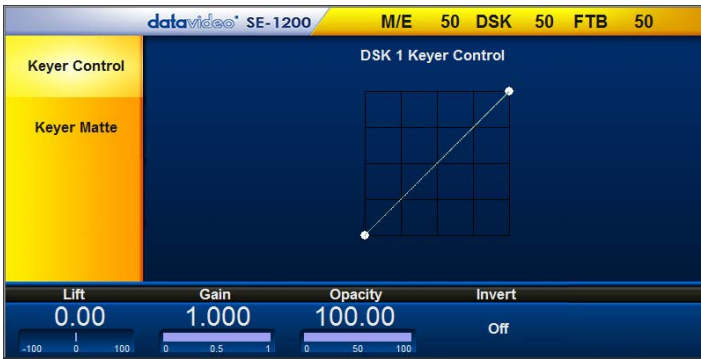 datavideo SE-1200 M/E 50 DSK 50 FTB 50
Keyer Control
Keyer Matte
DSK 1 Keyer Control
Lift Gain Opacity Invert
0.00 1.000 100.00 Off
-100 0 100 0 0.5 1 0 50 100